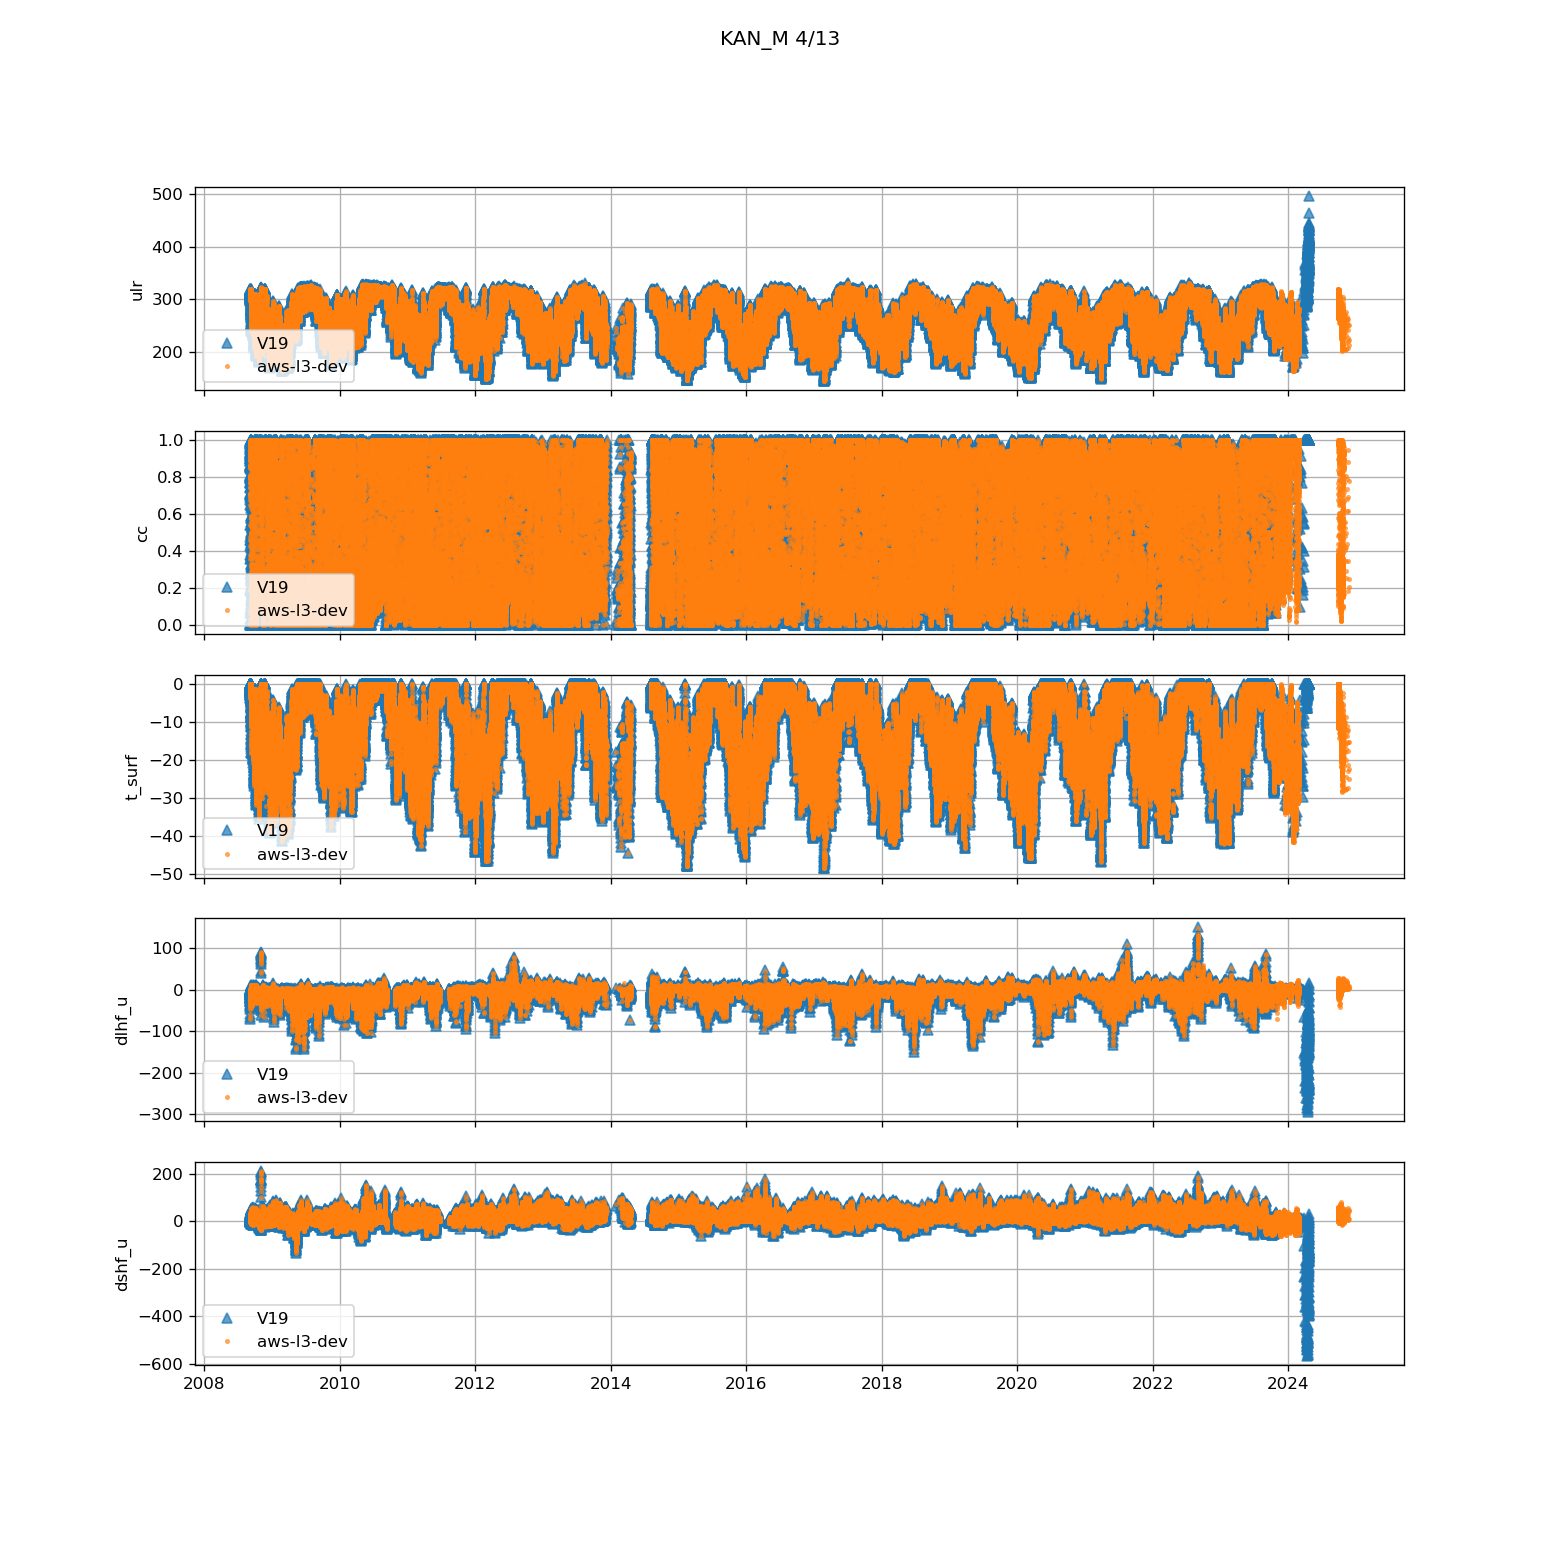 KAN_M 4/13
500
400
300
200
ulr
V19
aws-l3-dev
1.0
0.8
0.6
0.4
0.2
0.0
cc
V19
aws-l3-dev
0
−10
−20
−30
−40
−50
t_surf
V19
aws-l3-dev
100
0
−100
−200
−300
dlhf_u
V19
aws-l3-dev
200
0
−200
−400
−600
dshf_u
V19
aws-l3-dev
2008 2010 2012 2014 2016 2018 2020 2022 2024